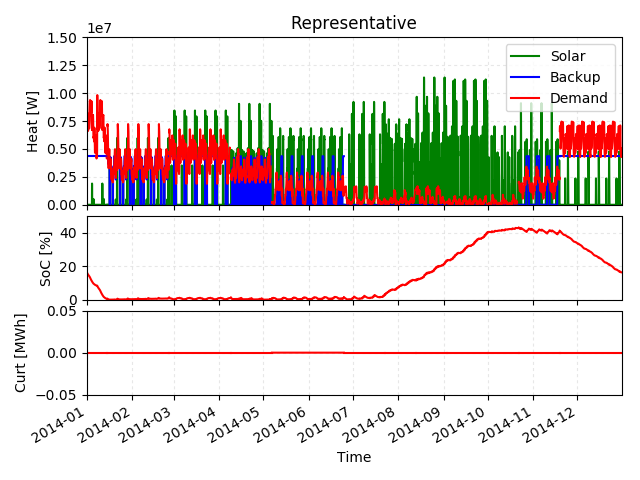 Representative
1e7
1.50
1.25
1.00
0.75
0.50
0.25
0.00
Heat [W]
Solar
Backup
Demand
40
20
0
SoC [%]
0.05
0.00
−0.05
Curt [MWh]
2014-01
2014-02
2014-03
2014-04
2014-05
2014-06
2014-07
2014-08
2014-09
2014-10
2014-11
2014-12
Time